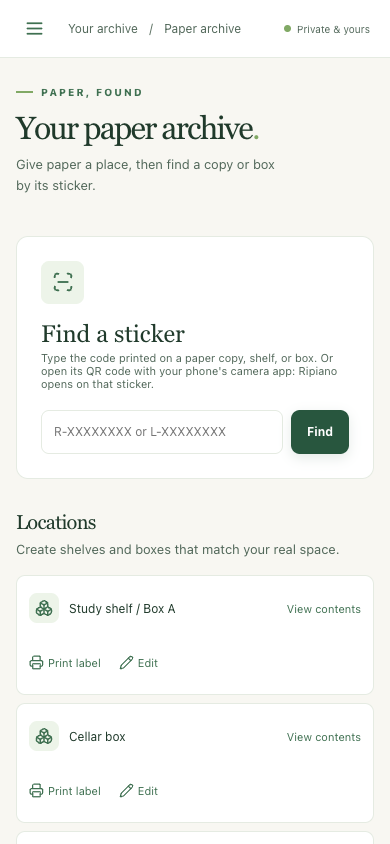 Your archive / Paper archive
Private & yours
PAPER, FOUND
Your paper archive.
Give paper a place, then find a copy or box
by its sticker.
Find a sticker
Type the code printed on a paper copy, shelf, or box. Or
open its QR code with your phone's camera app: Ripiano
opens on that sticker.
R-XXXXXXXX or L-XXXXXXXX
Find
Locations
Create shelves and boxes that match your real space.
Study shelf / Box A
View contents
Print label
Edit
Cellar box
View contents
Print label
Edit